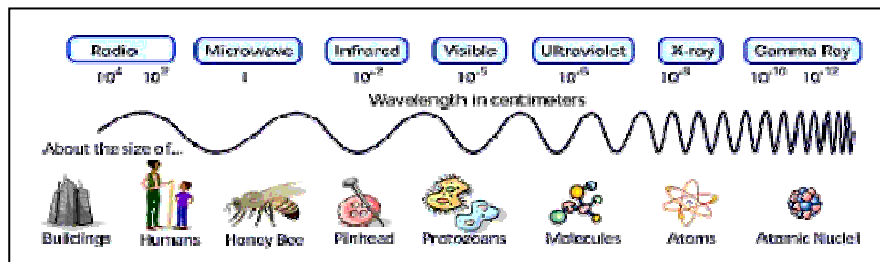 Radio Microwave Infrared Visible Ultraviolet X-ray Gamma Ray
10⁴ 10² 1 10⁻² 10⁻⁵ 10⁻⁶ 10⁻⁸ 10⁻¹⁰ 10⁻¹²
Wavelength in centimeters
About the size of...
Buildings Humans Honey Bee Pinhead Protozoans Molecules Atoms Atomic Nuclei